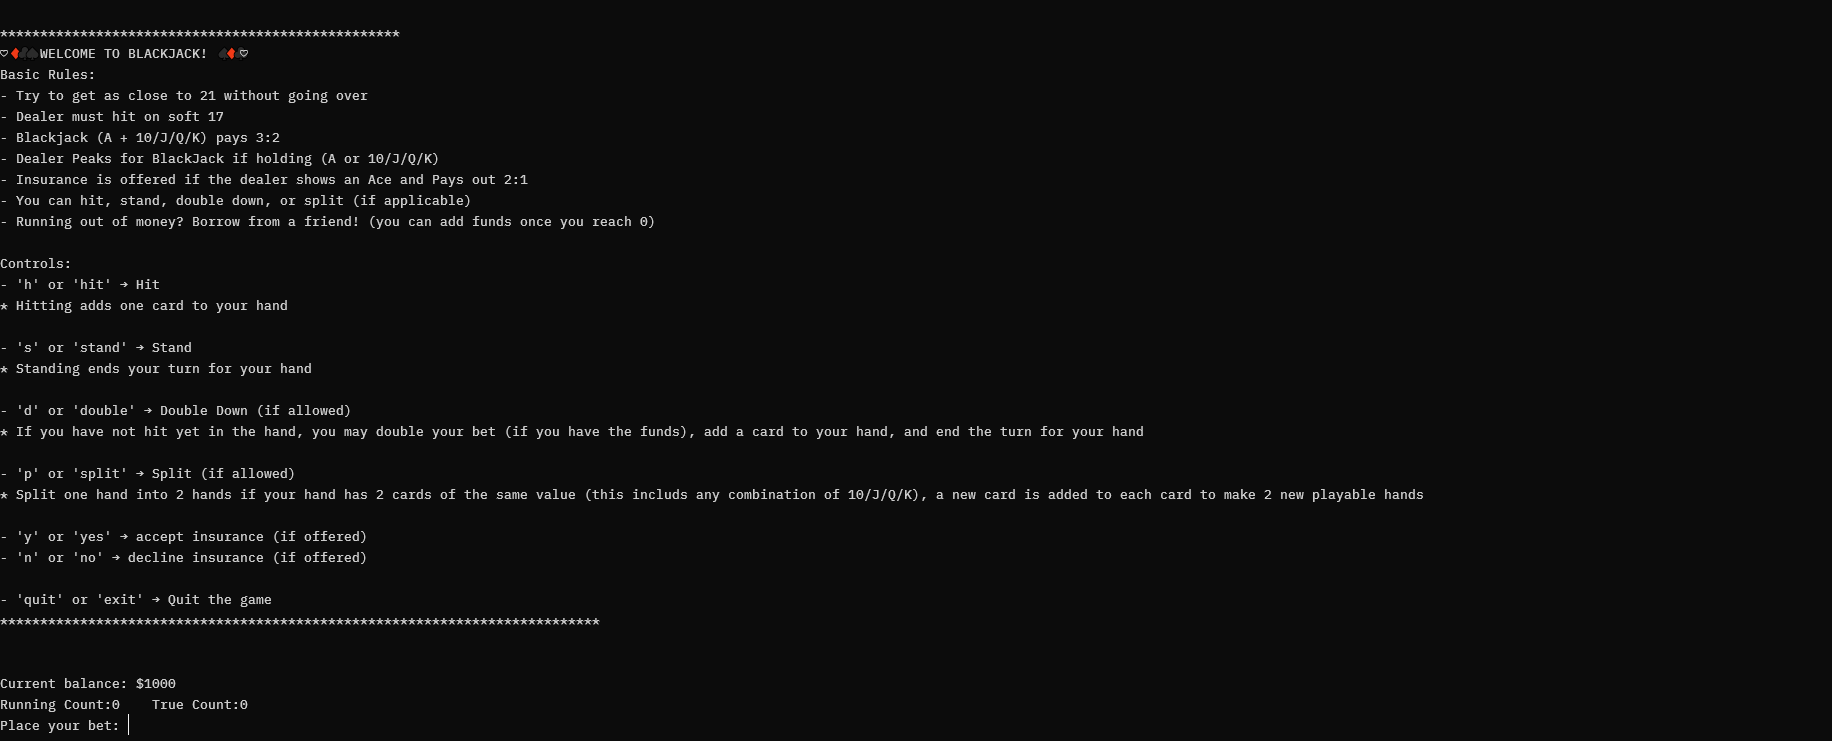 **************************************************
♡♦♣♠WELCOME TO BLACKJACK! ♠♦♣♡
Basic Rules:
- Try to get as close to 21 without going over
- Dealer must hit on soft 17
- Blackjack (A + 10/J/Q/K) pays 3:2
- Dealer Peaks for BlackJack if holding (A or 10/J/Q/K)
- Insurance is offered if the dealer shows an Ace and Pays out 2:1
- You can hit, stand, double down, or split (if applicable)
- Running out of money? Borrow from a friend! (you can add funds once you reach 0)
Controls:
- 'h' or 'hit' → Hit
* Hitting adds one card to your hand
- 's' or 'stand' → Stand
* Standing ends your turn for your hand
- 'd' or 'double' → Double Down (if allowed)
* If you have not hit yet in the hand, you may double your bet (if you have the funds), add a card to your hand, and end the turn for your hand
- 'p' or 'split' → Split (if allowed)
* Split one hand into 2 hands if your hand has 2 cards of the same value (this includs any combination of 10/J/Q/K), a new card is added to each card to make 2 new playable hands
- 'y' or 'yes' → accept insurance (if offered)
- 'n' or 'no' → decline insurance (if offered)
- 'quit' or 'exit' → Quit the game
***************************************************************************
Current balance: $1000
Running Count:0    True Count:0
Place your bet: